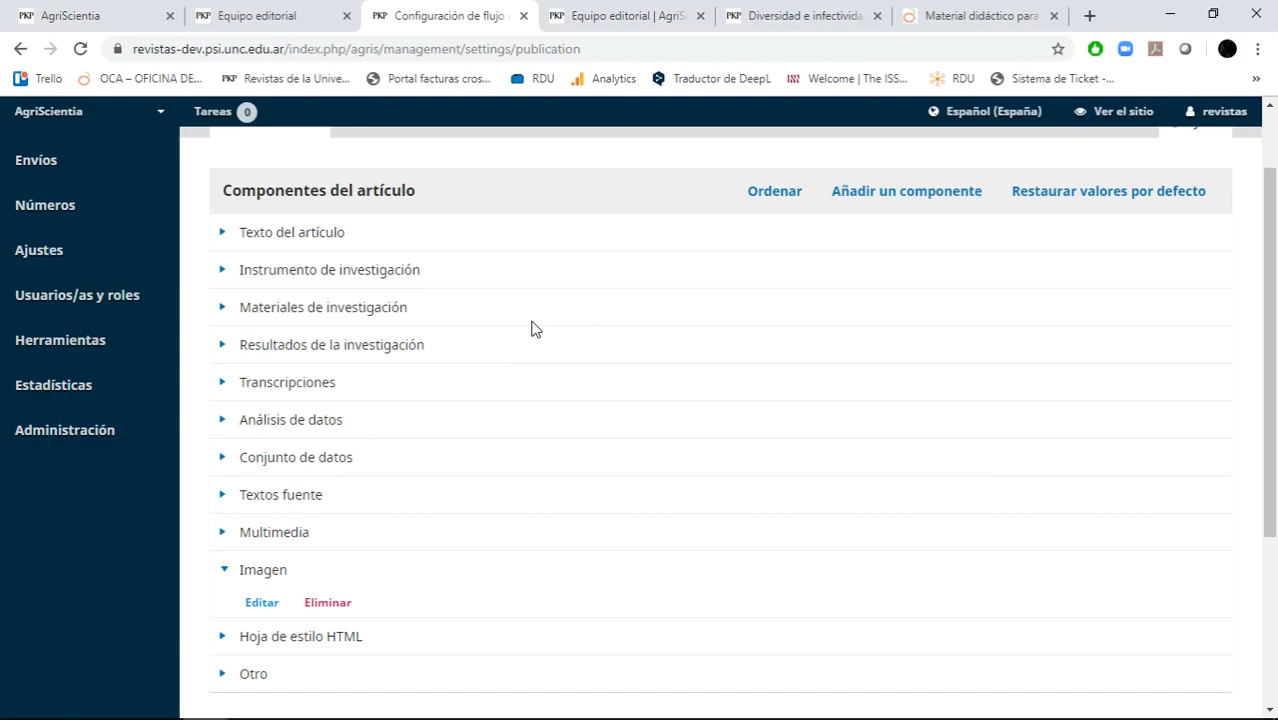 PKP AgriScientia
PKP Equipo editorial
PKP Configuración de flujo
PKP Equipo editorial | AgriS
PKP Diversidad e infectivida
Material didáctico para
revistas-dev.psi.unc.edu.ar/index.php/agris/management/settings/publication
Trello
OCA – OFICINA DE...
PKP Revistas de la Unive...
Portal facturas cros...
RDU
Analytics
Traductor de DeepL
Welcome | The ISS...
RDU
Sistema de Ticket -...
AgriScientia
Tareas 0
Español (España)
Ver el sitio
revistas
Envíos
Números
Ajustes
Usuarios/as y roles
Herramientas
Estadísticas
Administración
Componentes del artículo
Ordenar
Añadir un componente
Restaurar valores por defecto
Texto del artículo
Instrumento de investigación
Materiales de investigación
Resultados de la investigación
Transcripciones
Análisis de datos
Conjunto de datos
Textos fuente
Multimedia
Imagen
Editar Eliminar
Hoja de estilo HTML
Otro